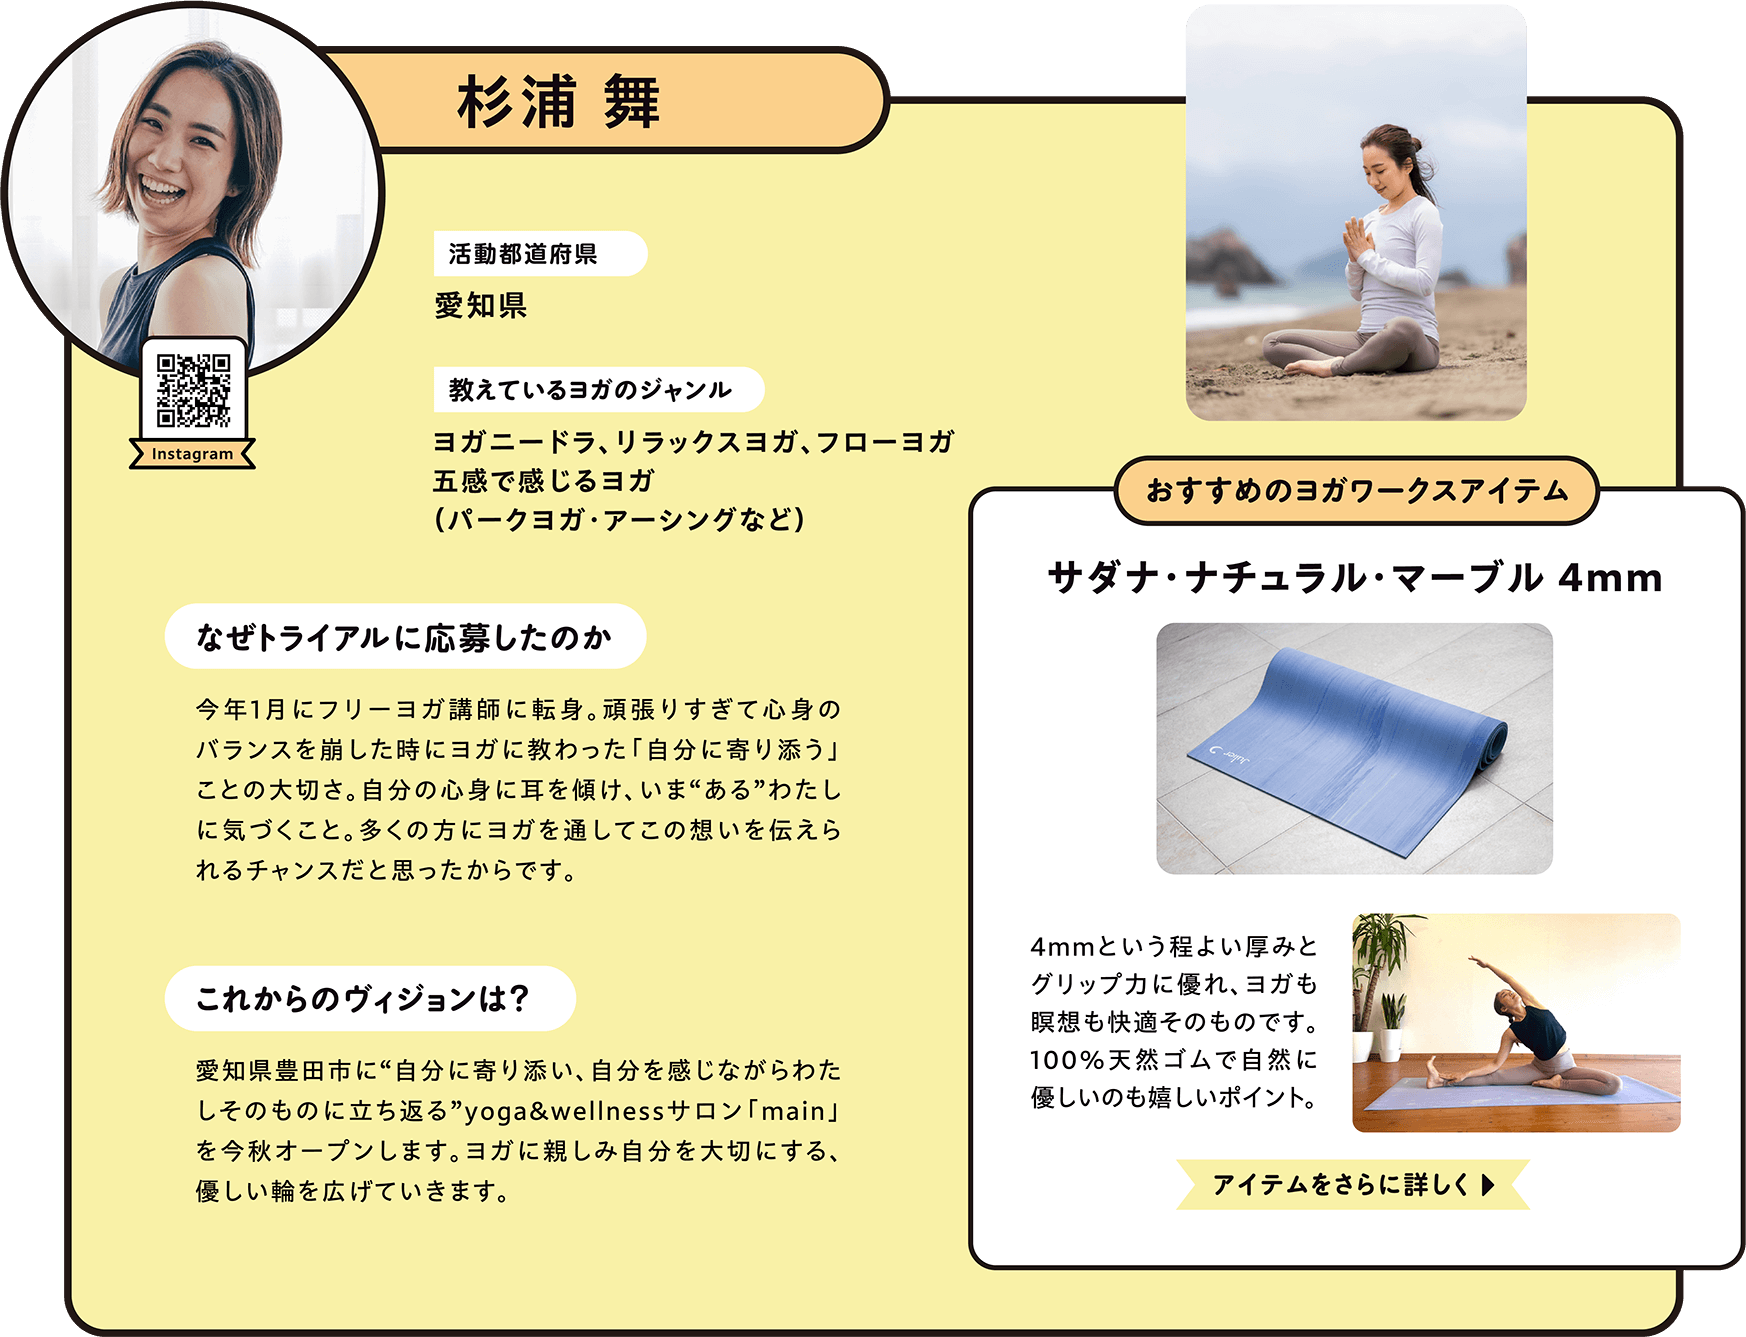 杉浦 舞
Instagram
活動都道府県
愛知県
教えているヨガのジャンル
ヨガニードラ、リラックスヨガ、フローヨガ
五感で感じるヨガ
（パークヨガ・アーシングなど）
なぜトライアルに応募したのか
今年1月にフリーヨガ講師に転身。頑張りすぎて心身の
バランスを崩した時にヨガに教わった「自分に寄り添う」
ことの大切さ。自分の心身に耳を傾け、いま“ある”わたし
に気づくこと。多くの方にヨガを通してこの想いを伝えら
れるチャンスだと思ったからです。
これからのヴィジョンは？
愛知県豊田市に“自分に寄り添い、自分を感じながらわた
しそのものに立ち返る”yoga&wellnessサロン「main」
を今秋オープンします。ヨガに親しみ自分を大切にする、
優しい輪を広げていきます。
おすすめのヨガワークスアイテム
サダナ・ナチュラル・マーブル 4mm
Julier
4mmという程よい厚みと
グリップ力に優れ、ヨガも
瞑想も快適そのものです。
100%天然ゴムで自然に
優しいのも嬉しいポイント。
アイテムをさらに詳しく